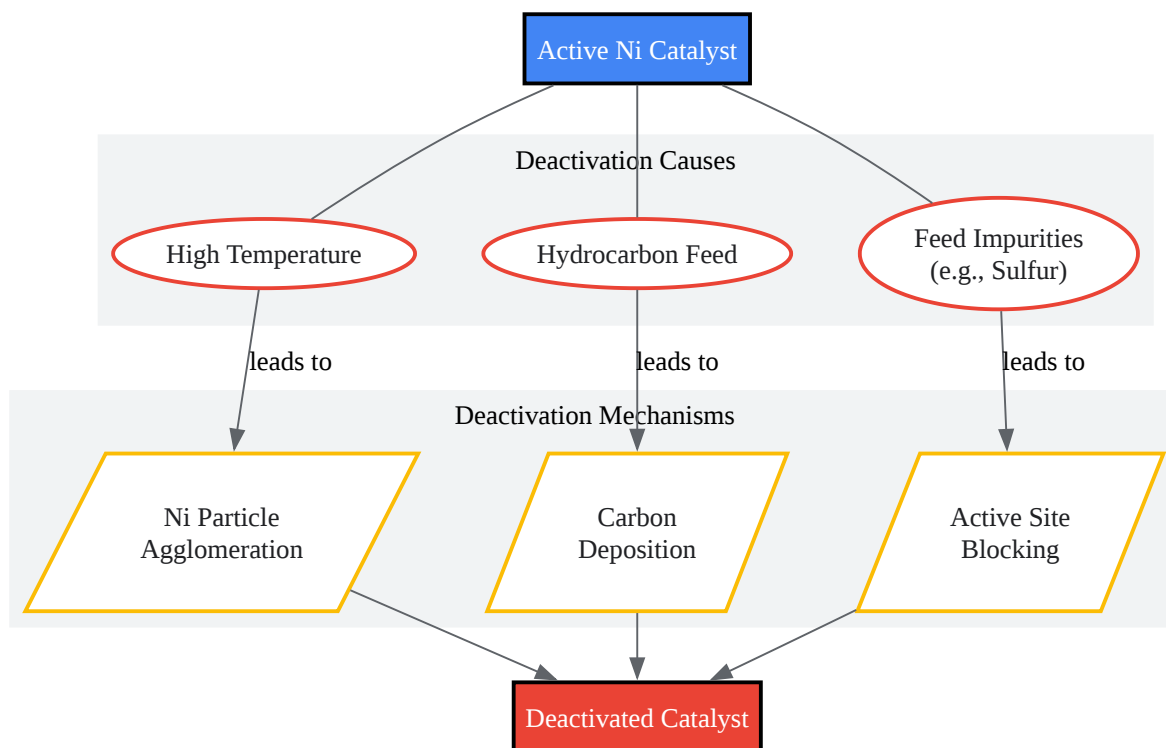 Active Ni Catalyst
Deactivation Causes
High Temperature
Hydrocarbon Feed
Feed Impurities
(e.g., Sulfur)
leads to
leads to
leads to
Deactivation Mechanisms
Ni Particle
Agglomeration
Carbon
Deposition
Active Site
Blocking
Deactivated Catalyst